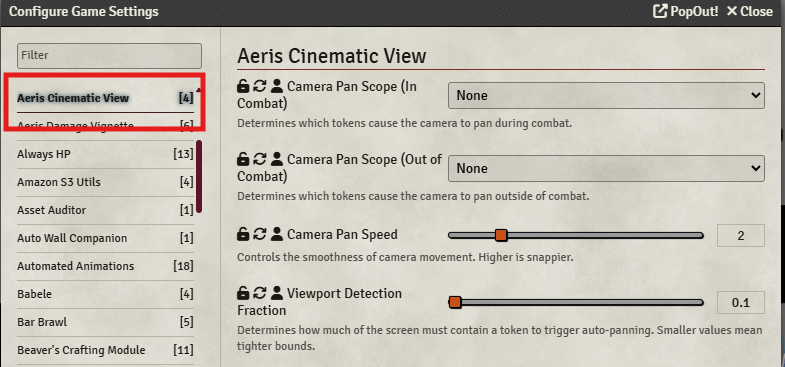 Configure Game Settings
PopOut!
Close
Filter
Aeris Cinematic View [4]
Aeris Damage Vignette [6]
Always HP [13]
Amazon S3 Utils [4]
Asset Auditor [1]
Auto Wall Companion [1]
Automated Animations [18]
Babele [4]
Bar Brawl [5]
Beaver's Crafting Module [11]
Aeris Cinematic View
Camera Pan Scope (In
Combat)
None
Determines which tokens cause the camera to pan during combat.
Camera Pan Scope (Out of
Combat)
None
Determines which tokens cause the camera to pan outside of combat.
Camera Pan Speed
2
Controls the smoothness of camera movement. Higher is snappier.
Viewport Detection
Fraction
0.1
Determines how much of the screen must contain a token to trigger auto-panning. Smaller values mean
tighter bounds.